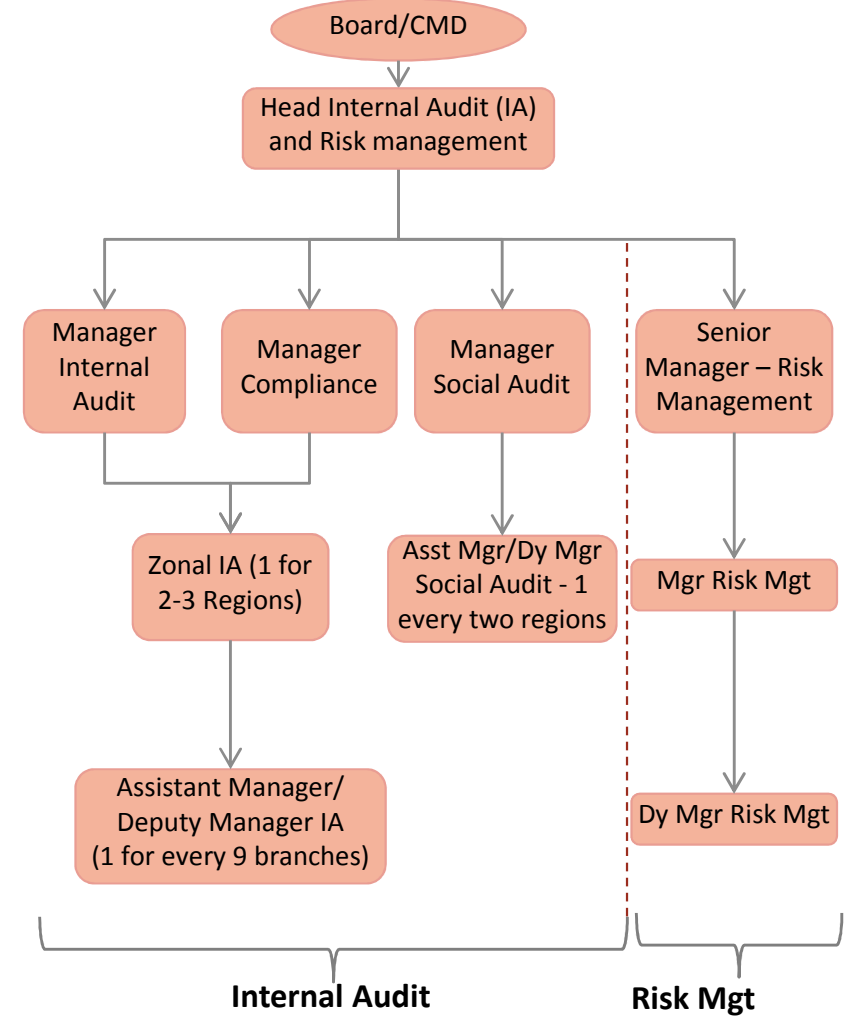 Board/CMD
Head Internal Audit (IA)
and Risk management
Manager
Internal
Audit
Manager
Compliance
Manager
Social Audit
Senior
Manager – Risk
Management
Zonal IA (1 for
2-3 Regions)
Asst Mgr/Dy Mgr
Social Audit - 1
every two regions
Mgr Risk Mgt
Assistant Manager/
Deputy Manager IA
(1 for every 9 branches)
Dy Mgr Risk Mgt
Internal Audit
Risk Mgt